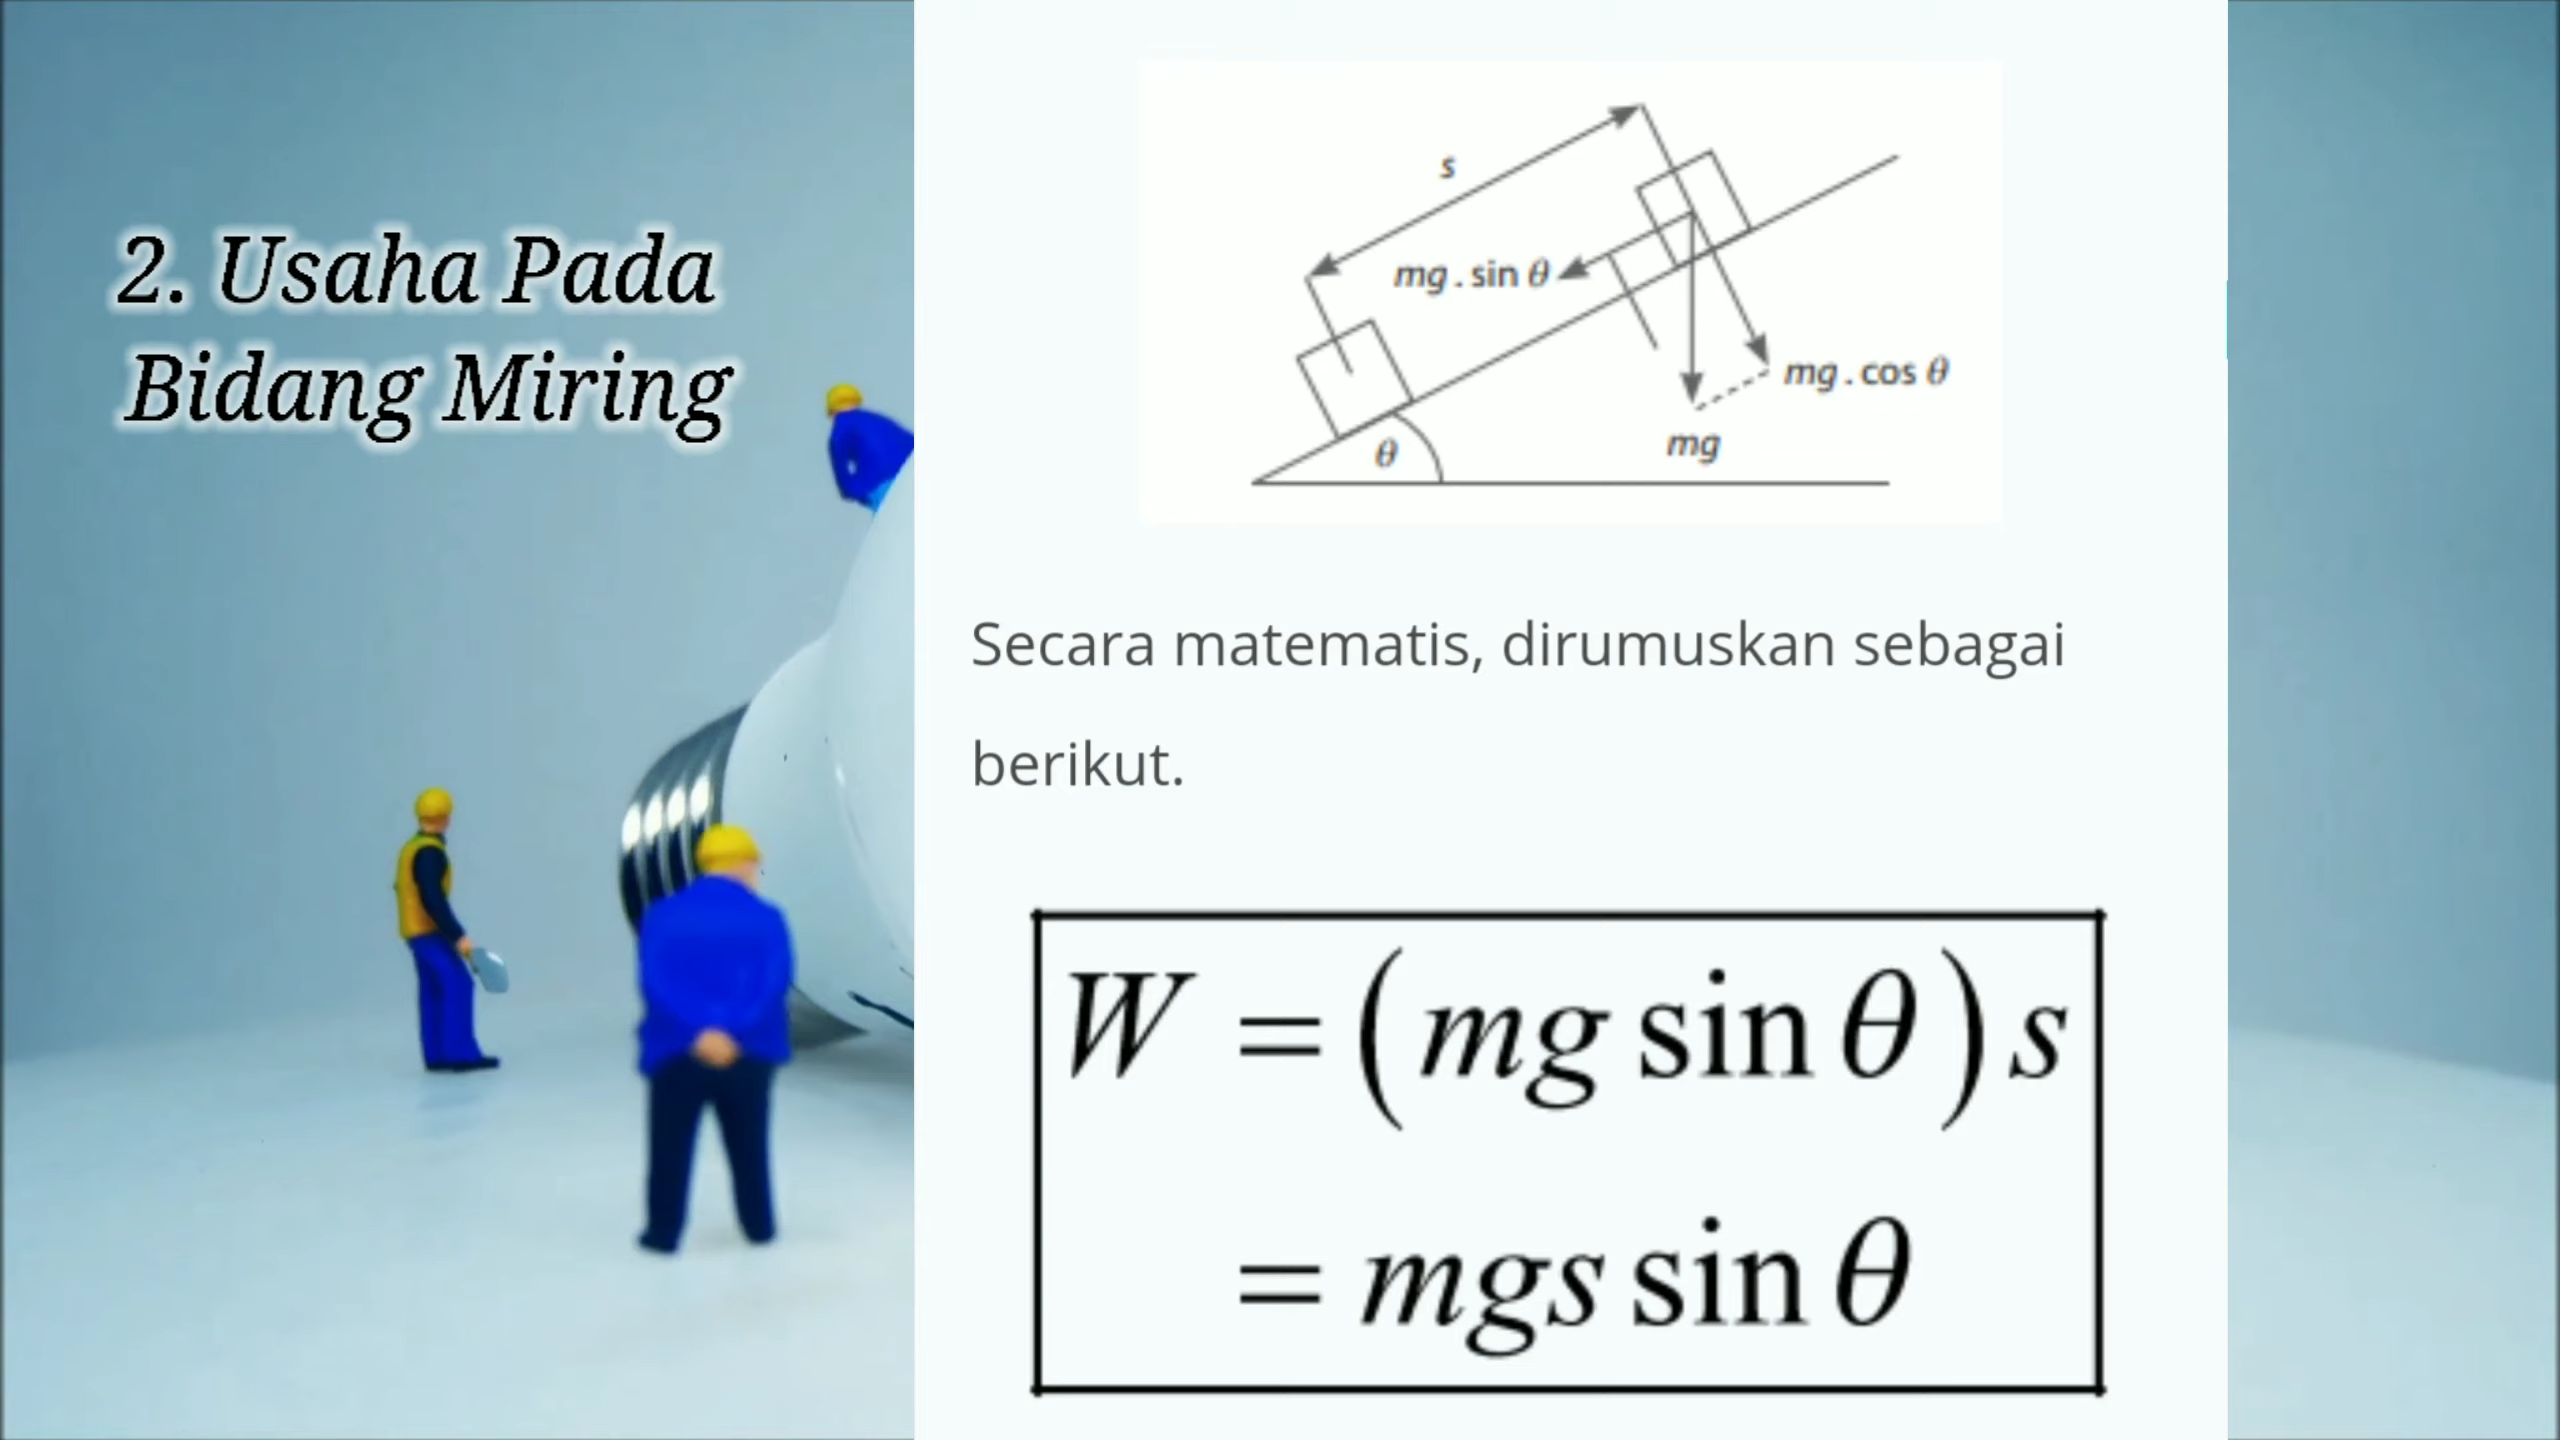 2. Usaha Pada
Bidang Miring
s
mg . sin θ
mg . cos θ
mg
θ
Secara matematis, dirumuskan sebagai
berikut.
W = (mg sin θ) s
= mgs sin θ